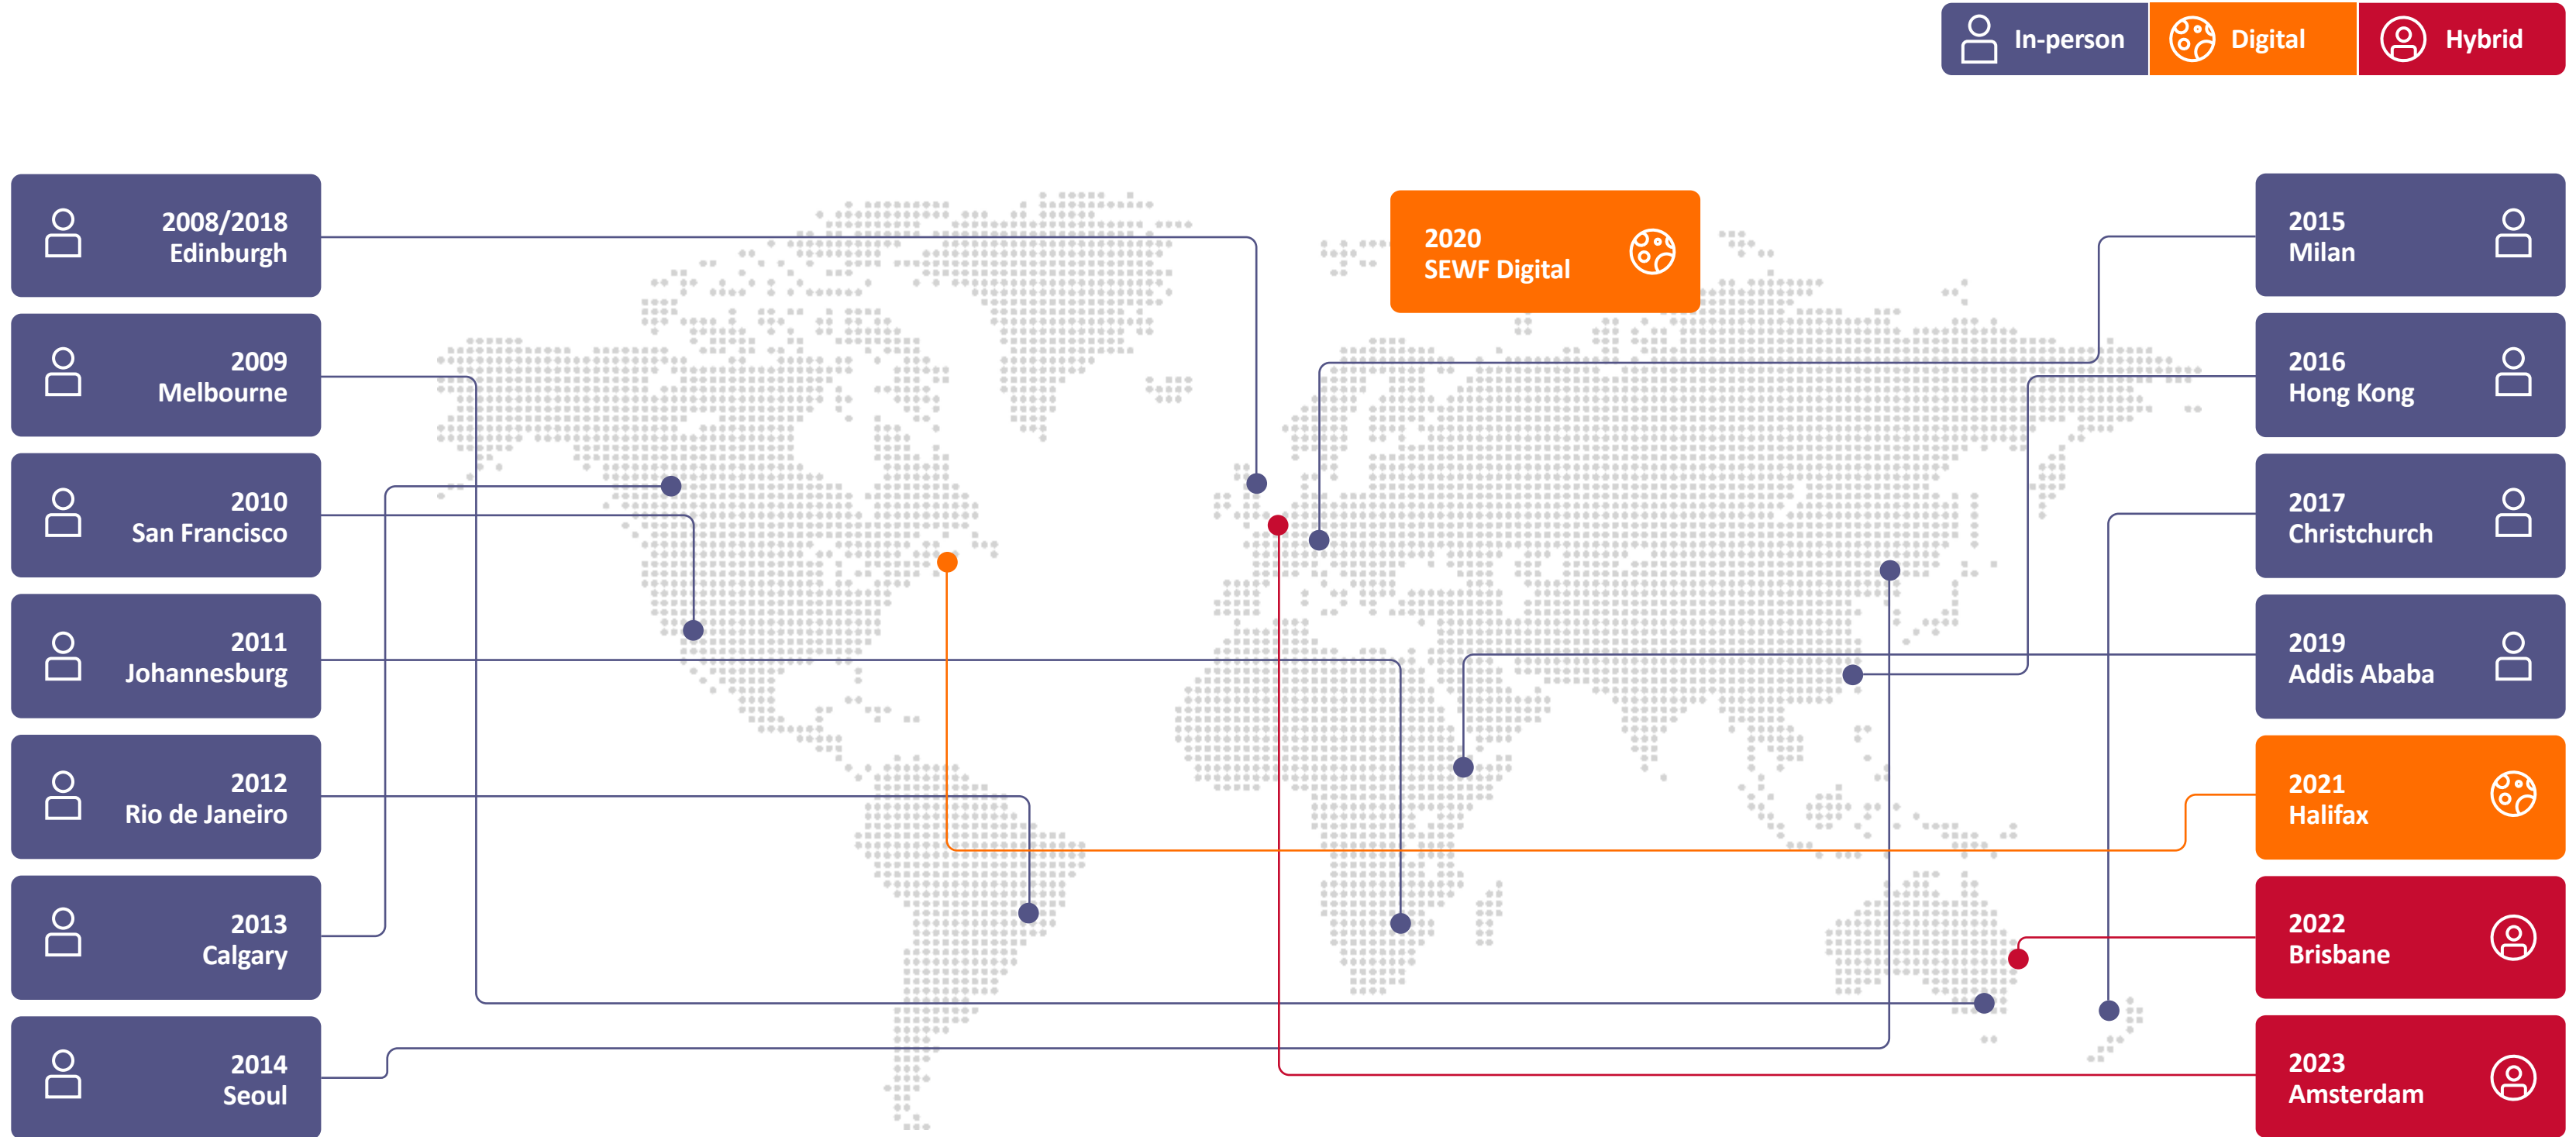 In-person
Digital
Hybrid
2008/2018
Edinburgh
2009
Melbourne
2010
San Francisco
2011
Johannesburg
2012
Rio de Janeiro
2013
Calgary
2014
Seoul
2020
SEWF Digital
2015
Milan
2016
Hong Kong
2017
Christchurch
2019
Addis Ababa
2021
Halifax
2022
Brisbane
2023
Amsterdam